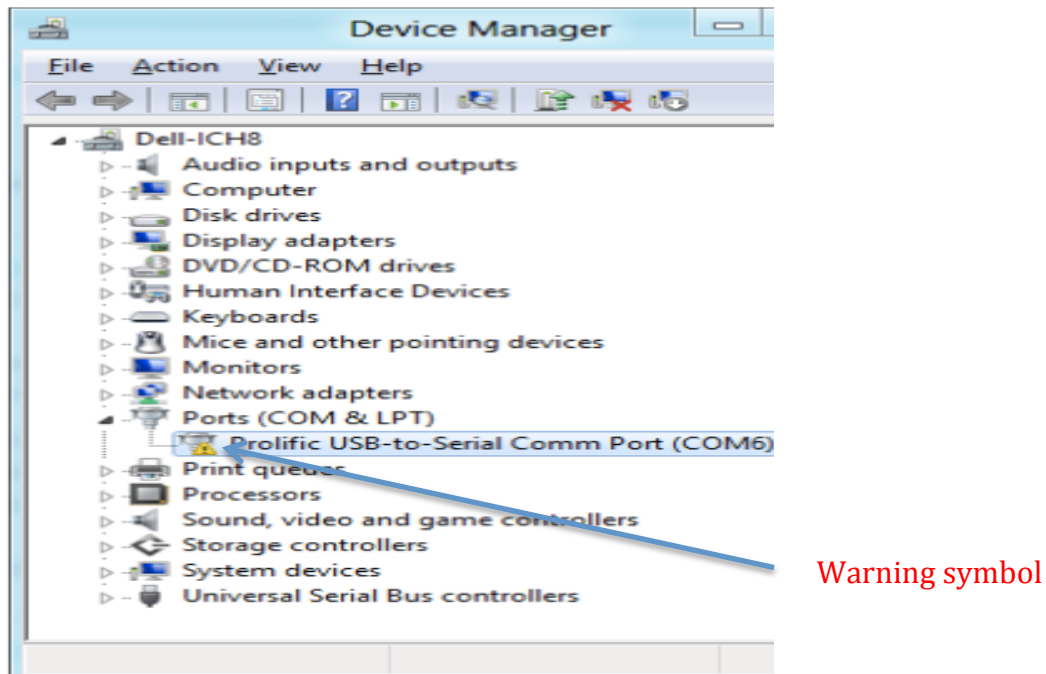 Device Manager
File Action View Help
Dell-ICH8
Audio inputs and outputs
Computer
Disk drives
Display adapters
DVD/CD-ROM drives
Human Interface Devices
Keyboards
Mice and other pointing devices
Monitors
Network adapters
Ports (COM & LPT)
Prolific USB-to-Serial Comm Port (COM6)
Print queues
Processors
Sound, video and game controllers
Storage controllers
System devices
Warning symbol
Universal Serial Bus controllers